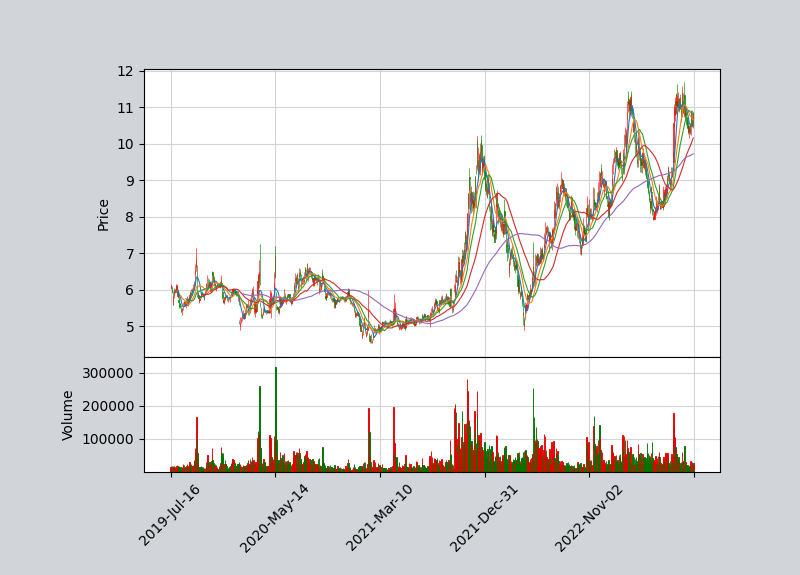 12
11
10
9
8
7
6
5
Price
300000
200000
100000
Volume
2019-Jul-16
2020-May-14
2021-Mar-10
2021-Dec-31
2022-Nov-02